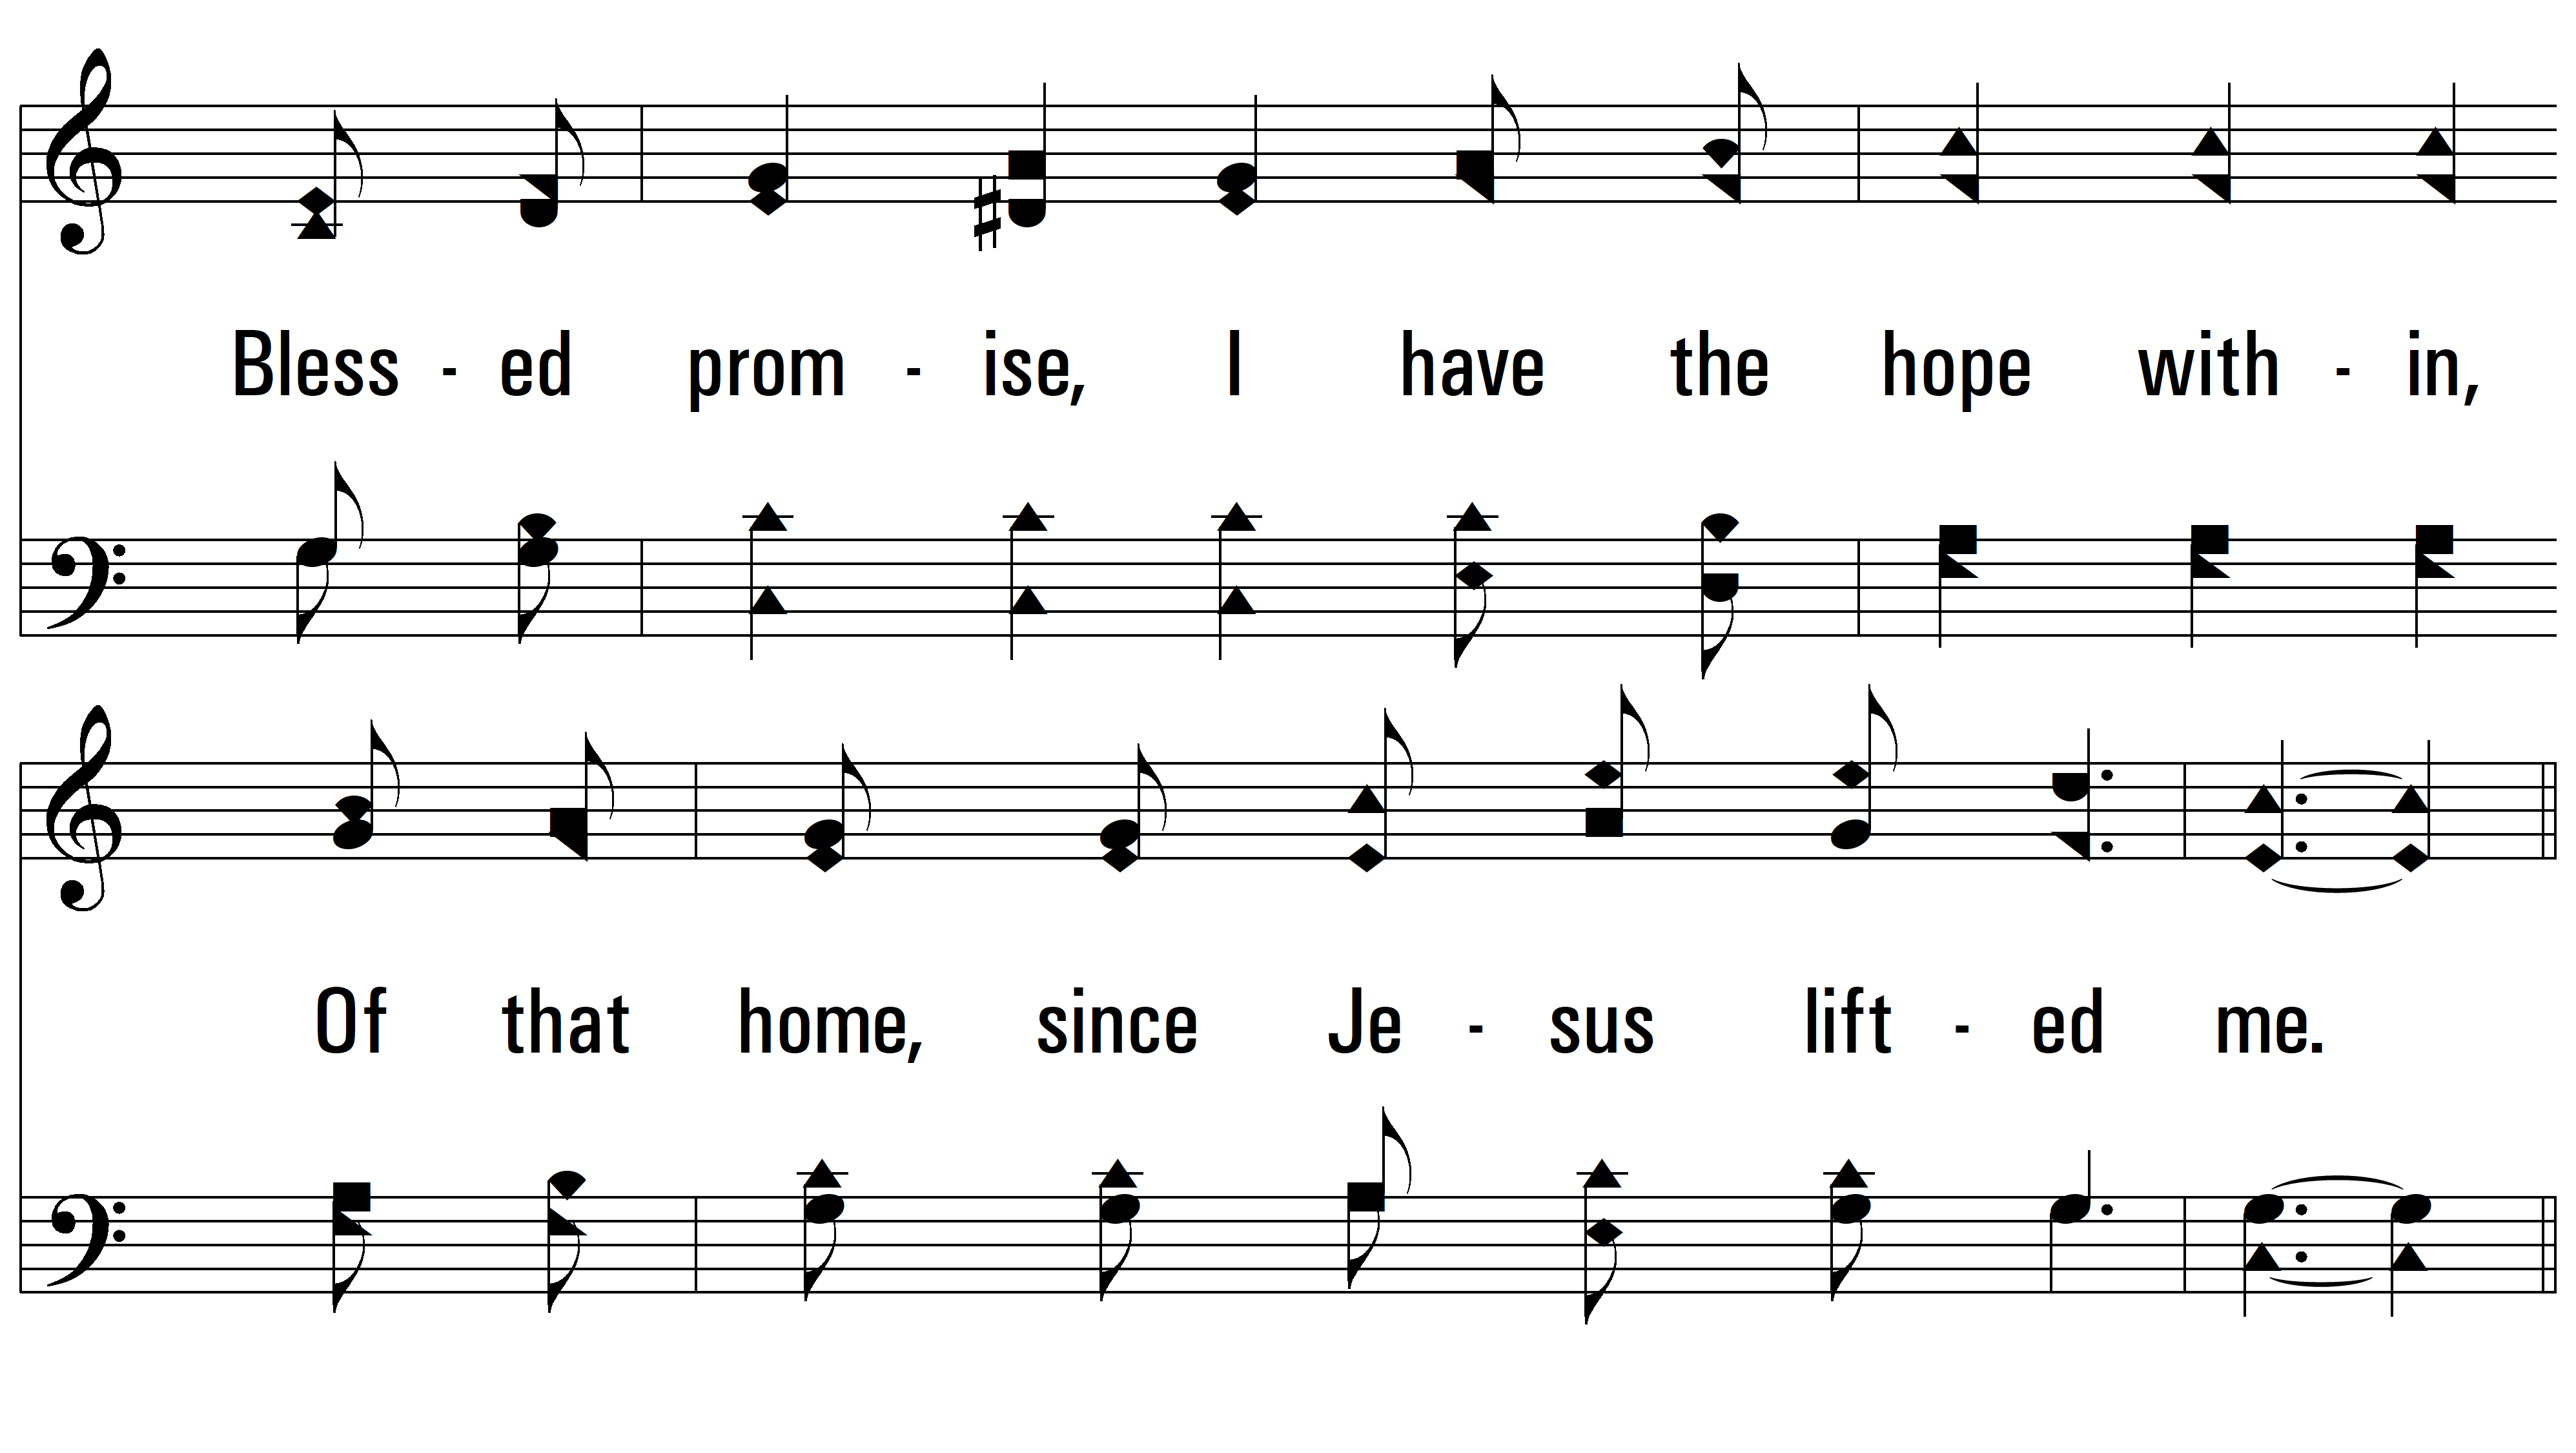 Bless - ed prom - ise, I have the hope with - in,
Of that home, since Je - sus lift - ed me.